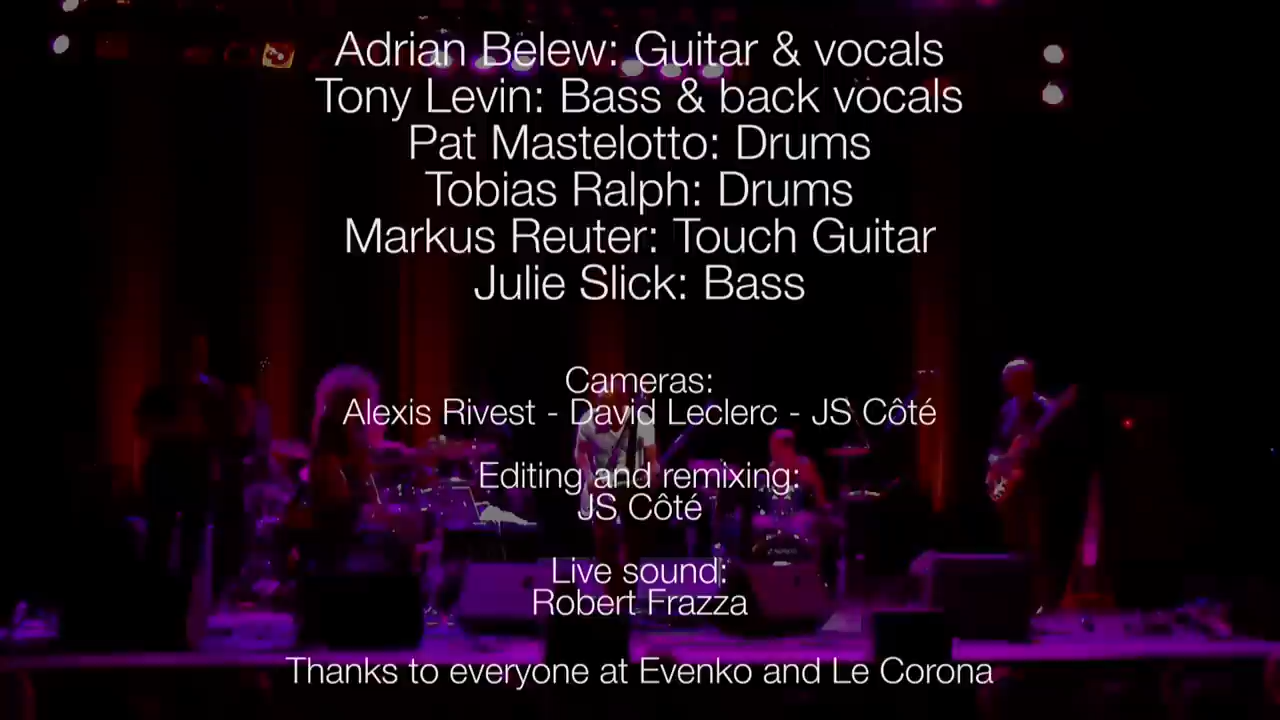 Adrian Belew: Guitar & vocals
Tony Levin: Bass & back vocals
Pat Mastelotto: Drums
Tobias Ralph: Drums
Markus Reuter: Touch Guitar
Julie Slick: Bass
Cameras:
Alexis Rivest - David Leclerc - JS Côté
Editing and remixing:
JS Côté
Live sound:
Robert Frazza
Thanks to everyone at Evenko and Le Corona